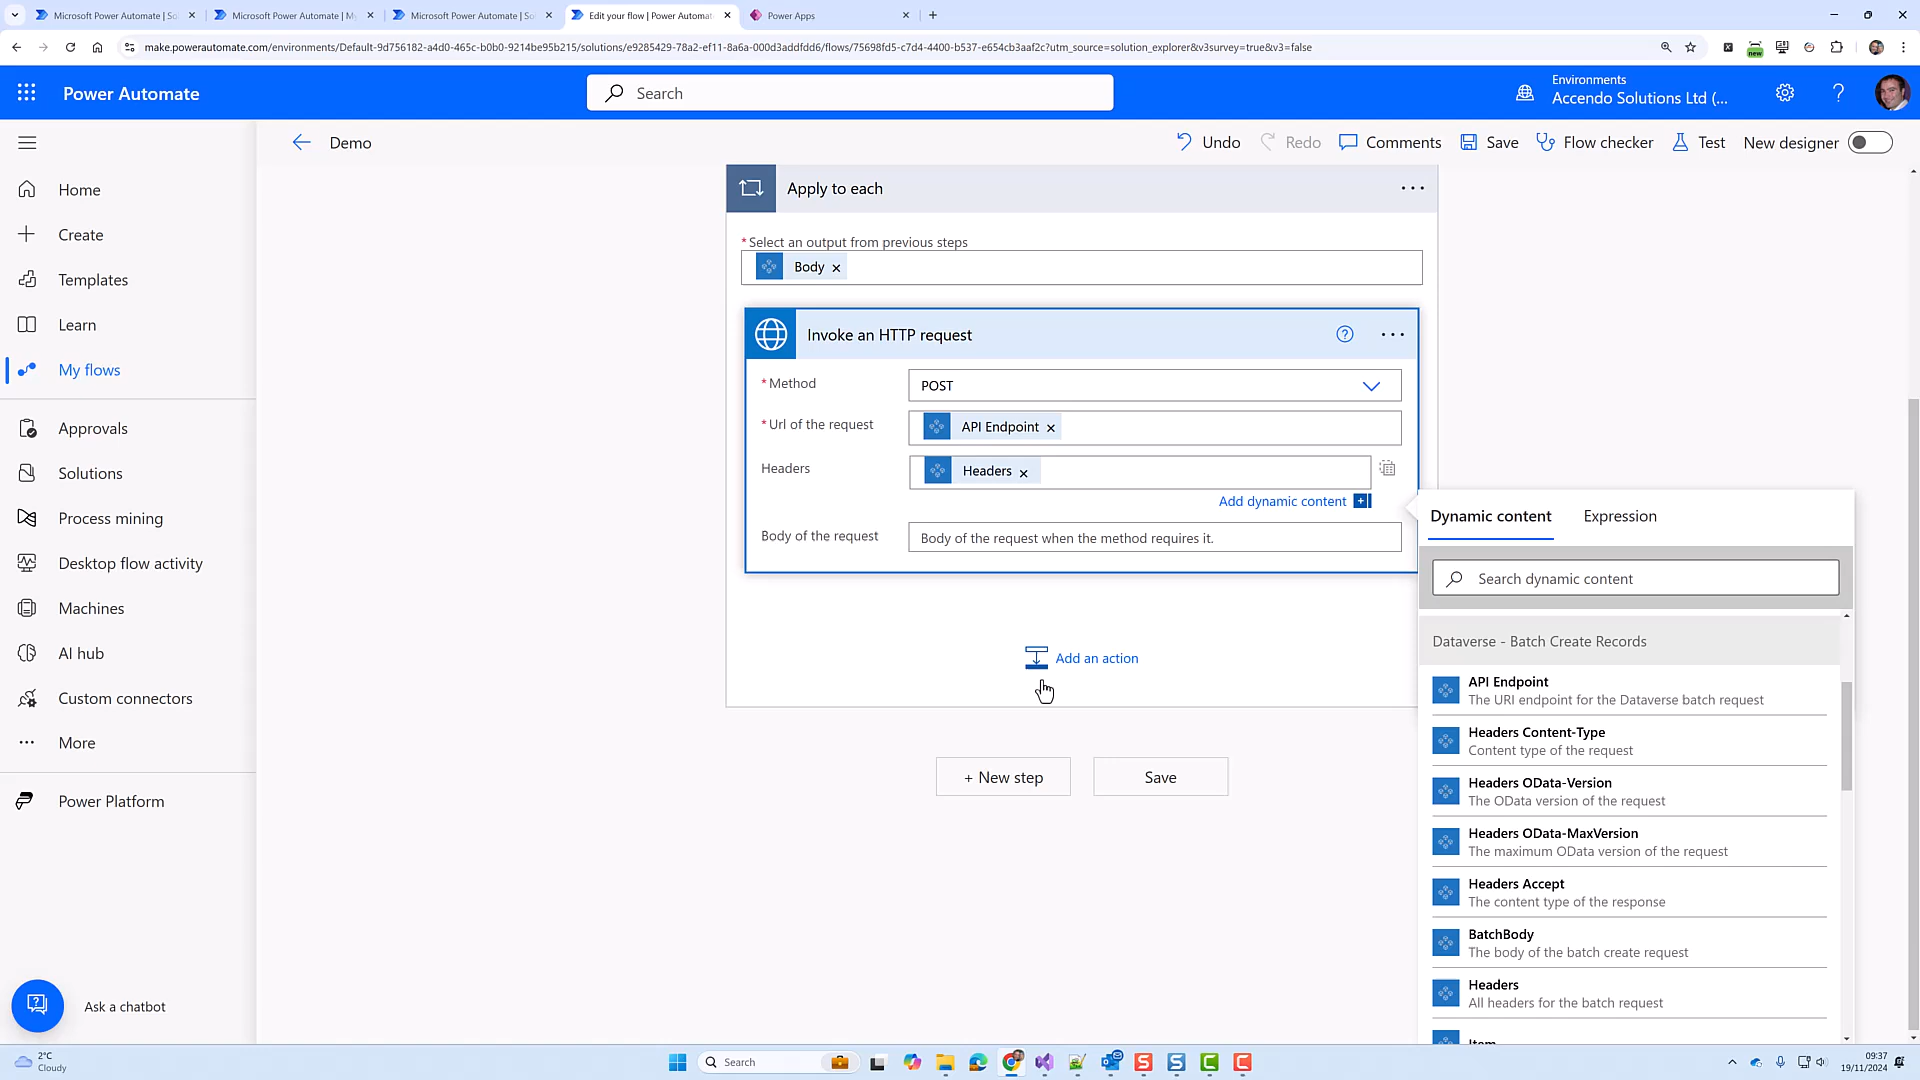 Microsoft Power Automate | So
Microsoft Power Automate | My
Microsoft Power Automate | So
Edit your flow | Power Automat
Power Apps
make.powerautomate.com/environments/Default-9d756182-a4d0-465c-b0b0-9214be95b215/solutions/e9285429-78a2-ef11-8a6a-000d3addfdd6/flows/75698fd5-c7d4-4400-b537-e654cb3aaf2c?utm_source=solution_explorer&v3survey=true&v3=false
new
Power Automate
Search
Environments
Accendo Solutions Ltd (...
Demo
Undo
Redo
Comments
Save
Flow checker
Test
New designer
Home
Create
Templates
Learn
My flows
Approvals
Solutions
Process mining
Desktop flow activity
Machines
AI hub
Custom connectors
More
Power Platform
Ask a chatbot
Apply to each
* Select an output from previous steps
Body
Invoke an HTTP request
* Method
POST
* Url of the request
API Endpoint
Headers
Headers
Add dynamic content
Body of the request
Body of the request when the method requires it.
Add an action
+ New step
Save
Dynamic content
Expression
Search dynamic content
Dataverse - Batch Create Records
API Endpoint
The URI endpoint for the Dataverse batch request
Headers Content-Type
Content type of the request
Headers OData-Version
The OData version of the request
Headers OData-MaxVersion
The maximum OData version of the request
Headers Accept
The content type of the response
BatchBody
The body of the batch create request
Headers
All headers for the batch request
Item
2°C
Cloudy
Search
09:37
19/11/2024